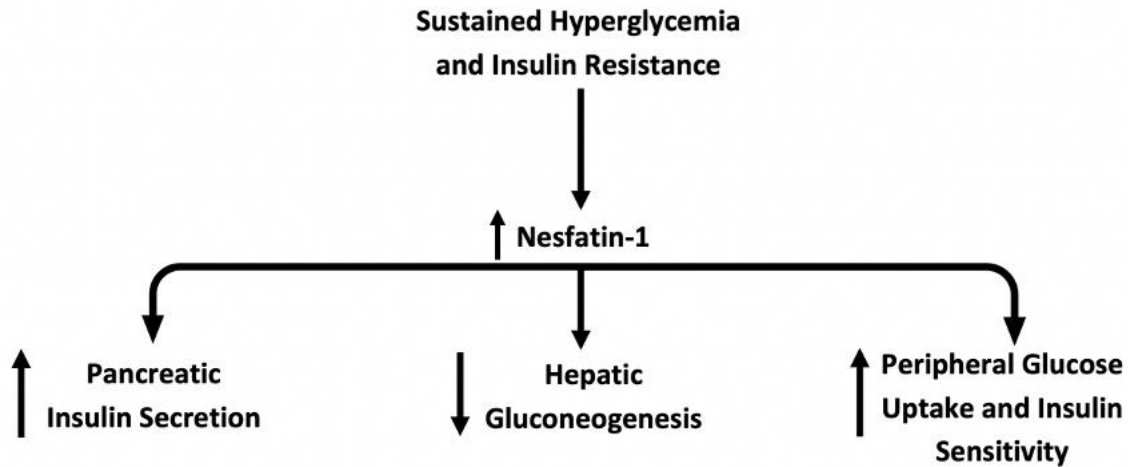 Sustained Hyperglycemia
and Insulin Resistance
Nesfatin-1
Pancreatic
Insulin Secretion
Hepatic
Gluconeogenesis
Peripheral Glucose
Uptake and Insulin
Sensitivity